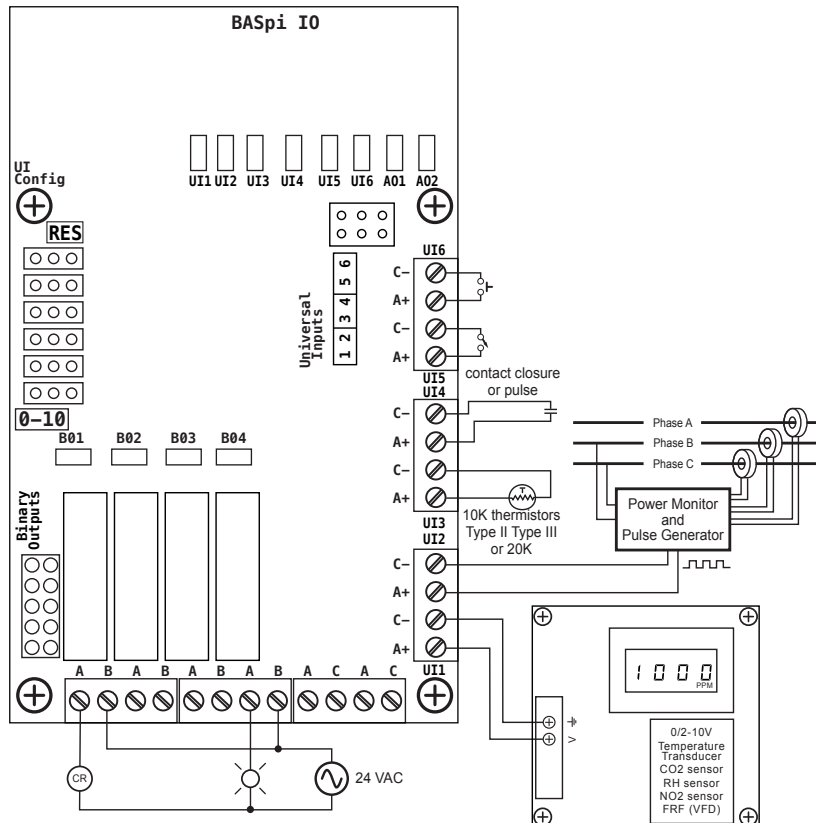 BASpi IO
UI
Config
UI1 UI2 UI3 UI4 UI5 UI6 AO1 AO2
RES
0-10
Universal
Inputs
1 2 3 4 5 6
UI6
C-
A+
C-
A+
UI5
UI4
C-
A+
C-
A+
UI3
UI2
C-
A+
C-
A+
UI1
contact closure
or pulse
T
10K thermistors
Type II Type III
or 20K
Phase A
Phase B
Phase C
Power Monitor
and
Pulse Generator
B01 B02 B03 B04
Binary
Outputs
A B A B A B A B A C A C
CR
24 VAC
1000
PPM
V
0/2-10V
Temperature
Transducer
CO2 sensor
RH sensor
NO2 sensor
FRF (VFD)